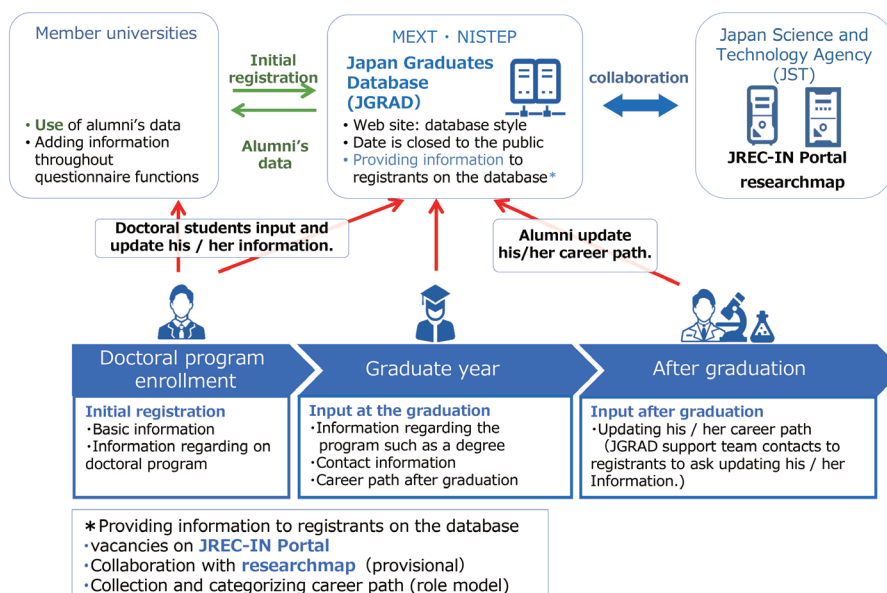 Member universities
• Use of alumni's data
• Adding information
throughout
questionnaire functions
Initial
registration
Alumni's
data
MEXT・NISTEP
Japan Graduates
Database
(JGRAD)
• Web site: database style
• Date is closed to the public
• Providing information to
registrants on the database*
collaboration
Japan Science and
Technology Agency
(JST)
JREC-IN Portal
researchmap
Doctoral students input and
update his / her information.
Alumni update
his/her career path.
Doctoral program
enrollment
Graduate year
After graduation
Initial registration
・Basic information
・Information regarding on
doctoral program
Input at the graduation
・Information regarding the
program such as a degree
・Contact information
・Career path after graduation
Input after graduation
・Updating his / her career path
（JGRAD support team contacts to
registrants to ask updating his / her
Information.)
*Providing information to registrants on the database
・vacancies on JREC-IN Portal
・Collaboration with researchmap（provisional）
・Collection and categorizing career path (role model)